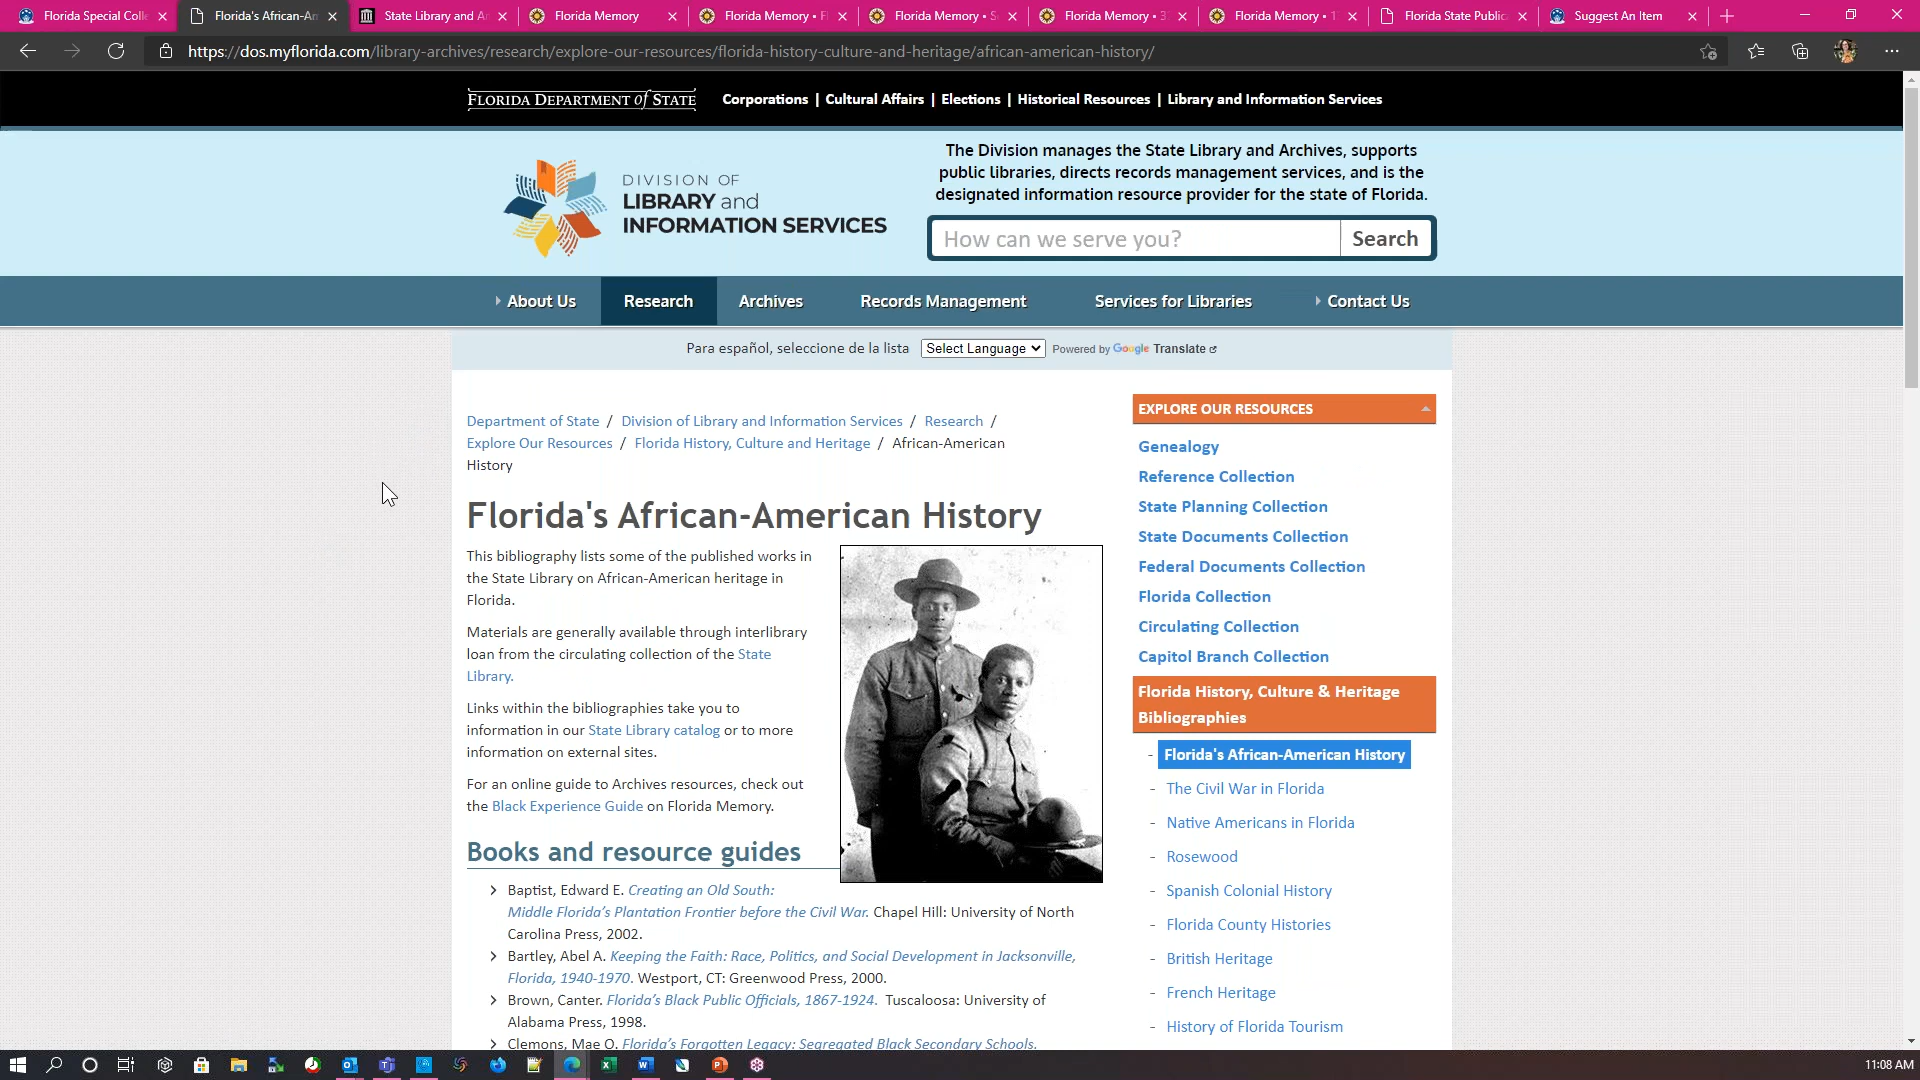 Florida Special Coll
Florida's African-Am
State Library and Ar
Florida Memory
Florida Memory • Fl
Florida Memory • S
Florida Memory • 3
Florida Memory • 1
Florida State Public
Suggest An Item
https://dos.myflorida.com/library-archives/research/explore-our-resources/florida-history-culture-and-heritage/african-american-history/
FLORIDA DEPARTMENT of STATE
Corporations | Cultural Affairs | Elections | Historical Resources | Library and Information Services
The Division manages the State Library and Archives, supports
public libraries, directs records management services, and is the
designated information resource provider for the state of Florida.
DIVISION OF
LIBRARY and
INFORMATION SERVICES
How can we serve you?
Search
About Us
Research
Archives
Records Management
Services for Libraries
Contact Us
Para español, seleccione de la lista Select Language Powered by Google Translate
Department of State / Division of Library and Information Services / Research /
Explore Our Resources / Florida History, Culture and Heritage / African-American
History
Florida's African-American History
This bibliography lists some of the published works in
the State Library on African-American heritage in
Florida.
Materials are generally available through interlibrary
loan from the circulating collection of the State
Library.
Links within the bibliographies take you to
information in our State Library catalog or to more
information on external sites.
For an online guide to Archives resources, check out
the Black Experience Guide on Florida Memory.
Books and resource guides
Baptist, Edward E. Creating an Old South:
Middle Florida's Plantation Frontier before the Civil War. Chapel Hill: University of North
Carolina Press, 2002.
Bartley, Abel A. Keeping the Faith: Race, Politics, and Social Development in Jacksonville,
Florida, 1940-1970. Westport, CT: Greenwood Press, 2000.
Brown, Canter. Florida's Black Public Officials, 1867-1924. Tuscaloosa: University of
Alabama Press, 1998.
Clemons, Mae O. Florida's Forgotten Legacy: Segregated Black Secondary Schools.
EXPLORE OUR RESOURCES
Genealogy
Reference Collection
State Planning Collection
State Documents Collection
Federal Documents Collection
Florida Collection
Circulating Collection
Capitol Branch Collection
Florida History, Culture & Heritage
Bibliographies
- Florida's African-American History
- The Civil War in Florida
- Native Americans in Florida
- Rosewood
- Spanish Colonial History
- Florida County Histories
- British Heritage
- French Heritage
- History of Florida Tourism
11:08 AM